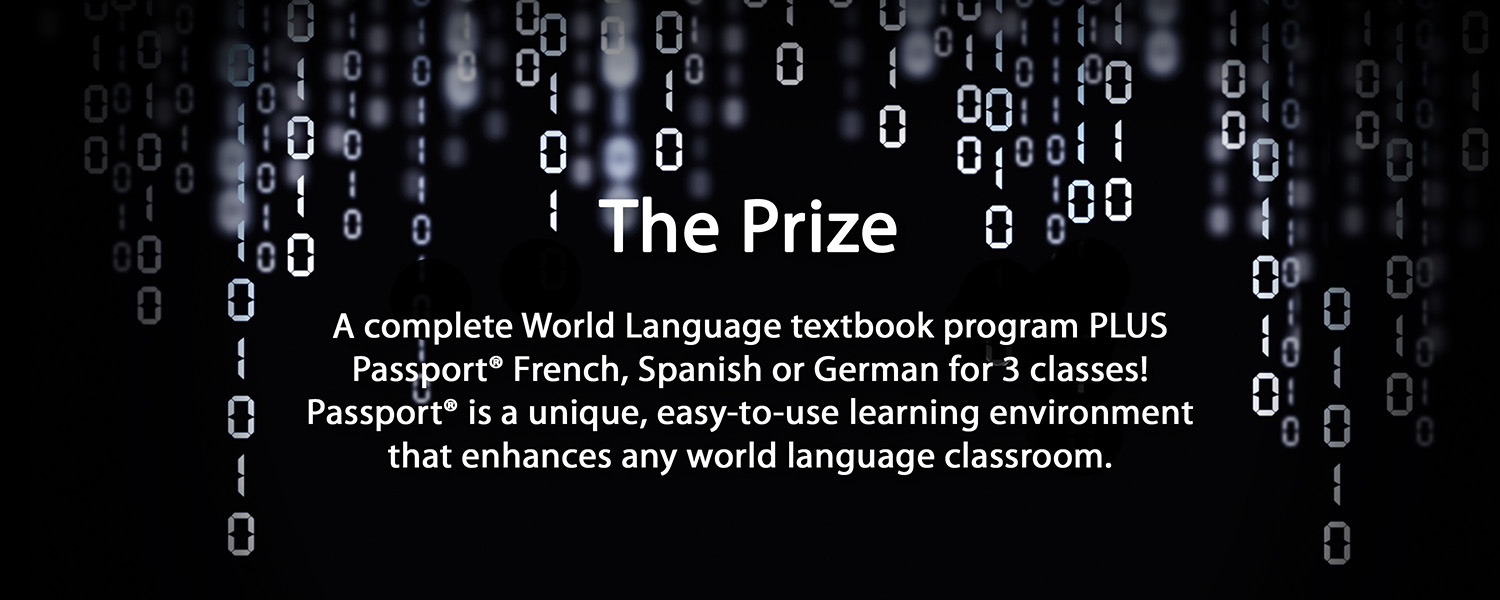 The Prize
A complete World Language textbook program PLUS
Passport® French, Spanish or German for 3 classes!
Passport® is a unique, easy-to-use learning environment
that enhances any world language classroom.